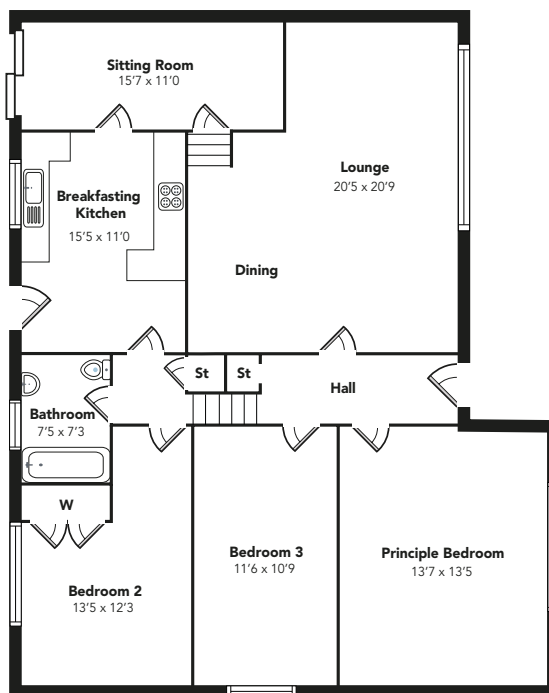 Sitting Room
15'7 x 11'0
Lounge
20'5 x 20'9
Breakfasting
Kitchen
15'5 x 11'0
Dining
St
St
Hall
Bathroom
7'5 x 7'3
W
Bedroom 2
13'5 x 12'3
Bedroom 3
11'6 x 10'9
Principle Bedroom
13'7 x 13'5